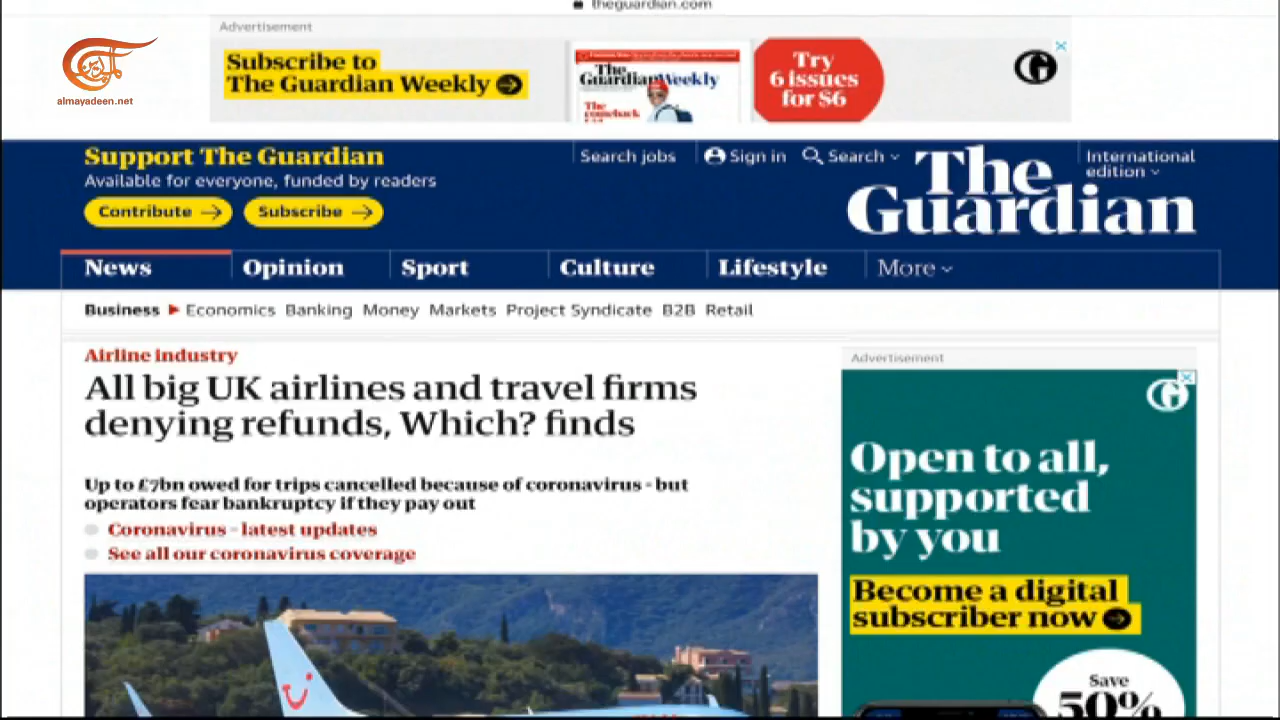 theguardian.com
Advertisement
almayadeen.net
Subscribe to
The Guardian Weekly
The
Guardian Weekly
The
comeback
Try
6 issues
for $6
Support The Guardian
Available for everyone, funded by readers
Contribute
Subscribe
Search jobs
Sign in
Search
The
Guardian
International
edition
News
Opinion
Sport
Culture
Lifestyle
More
Business
Economics
Banking
Money
Markets
Project Syndicate
B2B
Retail
Airline industry
All big UK airlines and travel firms
denying refunds, Which? finds
Up to £7bn owed for trips cancelled because of coronavirus - but
operators fear bankruptcy if they pay out
Coronavirus – latest updates
See all our coronavirus coverage
Advertisement
Open to all,
supported
by you
Become a digital
subscriber now
Save
50%